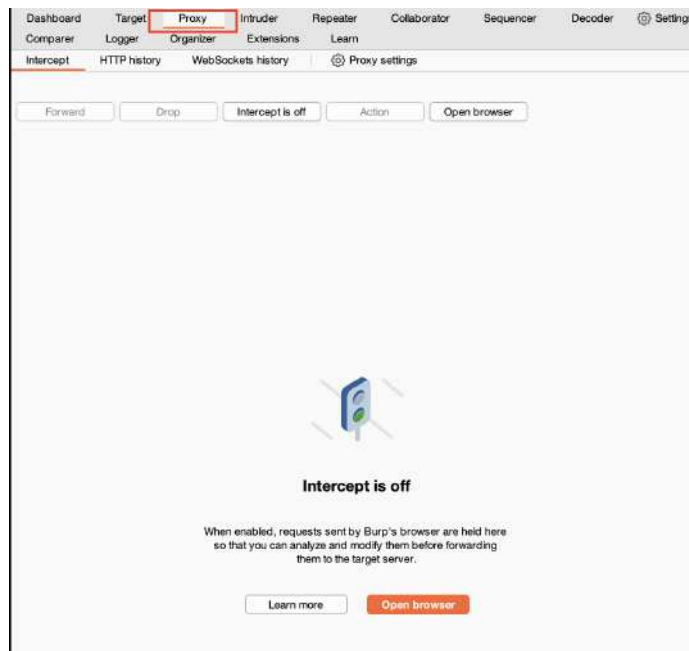 Dashboard Target Proxy Intruder Repeater Collaborator Sequencer Decoder Settings
Comparer Logger Organizer Extensions Learn
Intercept HTTP history WebSockets history Proxy settings
Forward Drop Intercept is off Action Open browser
Intercept is off
When enabled, requests sent by Burp's browser are held here
so that you can analyze and modify them before forwarding
them to the target server.
Learn more Open browser